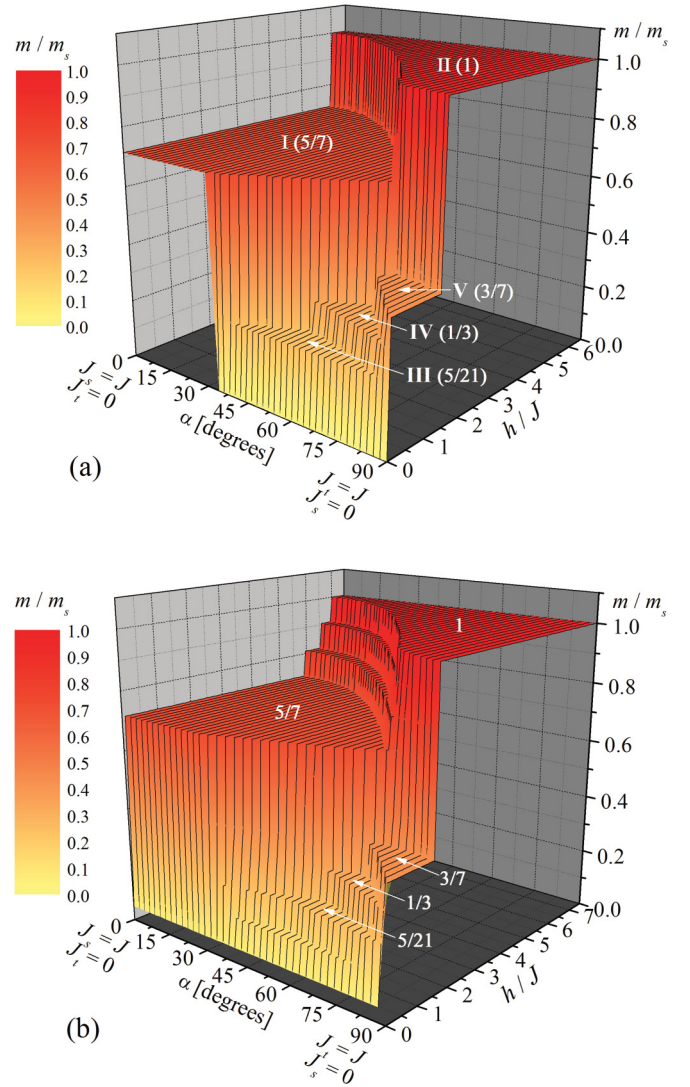 m / m_s
1.0
0.9
0.8
0.7
0.6
0.5
0.4
0.3
0.2
0.1
0.0
I (5/7)
II (1)
V (3/7)
IV (1/3)
III (5/21)
m / m_s
1.0
0.8
0.6
0.4
0.2
0.0
0
15
30
45
60
75
90
α [degrees]
J_s = J
J_t = 0
J_t = J
J_s = 0
0
1
2
3
4
5
6
h / J
(a)
m / m_s
1.0
0.9
0.8
0.7
0.6
0.5
0.4
0.3
0.2
0.1
0.0
5/7
1
3/7
1/3
5/21
m / m_s
1.0
0.8
0.6
0.4
0.2
0.0
0
15
30
45
60
75
90
α [degrees]
J_s = J
J_t = 0
J_t = J
J_s = 0
0
1
2
3
4
5
6
7
h / J
(b)